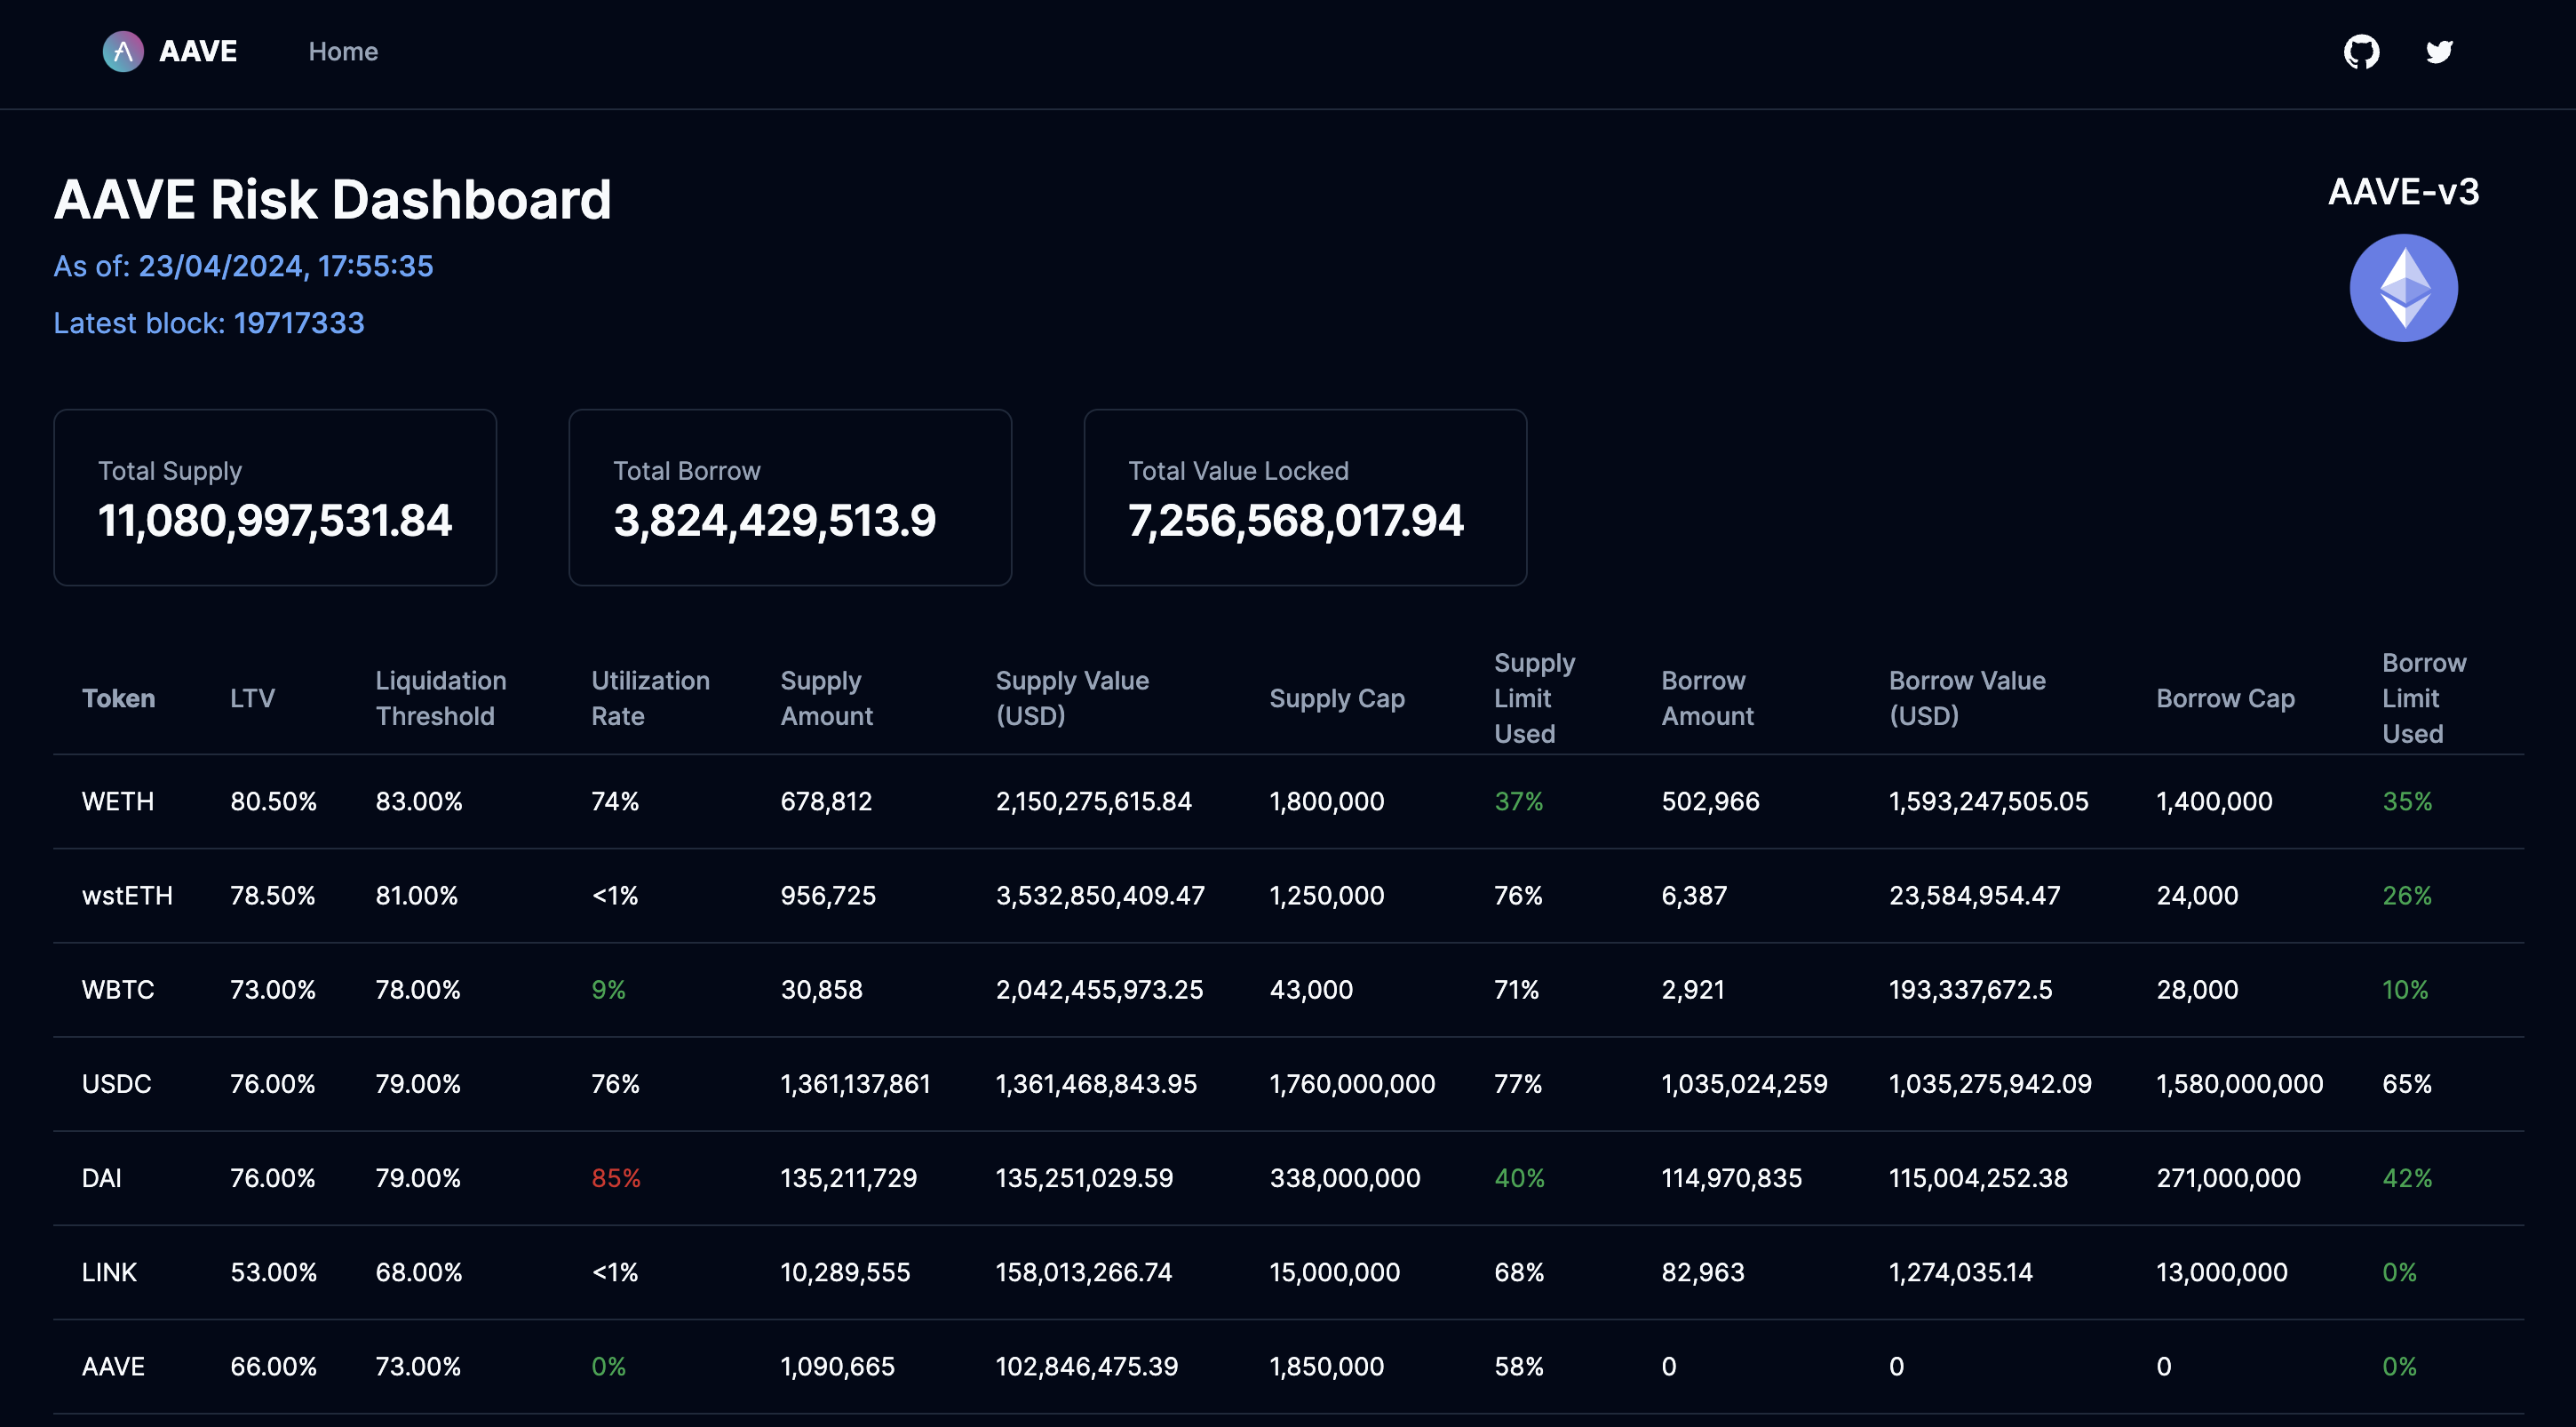 AAVE Home
AAVE Risk Dashboard
AAVE-v3
As of: 23/04/2024, 17:55:35
Latest block: 19717333
Total Supply
11,080,997,531.84
Total Borrow
3,824,429,513.9
Total Value Locked
7,256,568,017.94
Token LTV Liquidation Threshold Utilization Rate Supply Amount Supply Value (USD) Supply Cap Supply Limit Used Borrow Amount Borrow Value (USD) Borrow Cap Borrow Limit Used
WETH 80.50% 83.00% 74% 678,812 2,150,275,615.84 1,800,000 37% 502,966 1,593,247,505.05 1,400,000 35%
wstETH 78.50% 81.00% <1% 956,725 3,532,850,409.47 1,250,000 76% 6,387 23,584,954.47 24,000 26%
WBTC 73.00% 78.00% 9% 30,858 2,042,455,973.25 43,000 71% 2,921 193,337,672.5 28,000 10%
USDC 76.00% 79.00% 76% 1,361,137,861 1,361,468,843.95 1,760,000,000 77% 1,035,024,259 1,035,275,942.09 1,580,000,000 65%
DAI 76.00% 79.00% 85% 135,211,729 135,251,029.59 338,000,000 40% 114,970,835 115,004,252.38 271,000,000 42%
LINK 53.00% 68.00% <1% 10,289,555 158,013,266.74 15,000,000 68% 82,963 1,274,035.14 13,000,000 0%
AAVE 66.00% 73.00% 0% 1,090,665 102,846,475.39 1,850,000 58% 0 0 0 0%